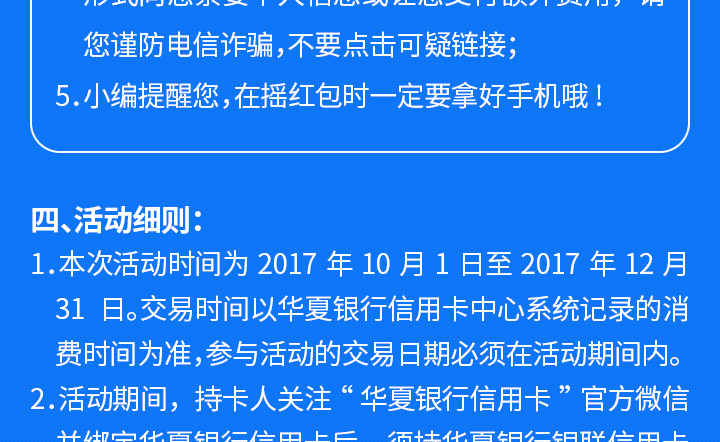 您谨防电信诈骗，不要点击可疑链接；
5.小编提醒您，在摇红包时一定要拿好手机哦！
四、活动细则：
1.本次活动时间为 2017 年 10 月 1 日至 2017 年 12 月
31 日。交易时间以华夏银行信用卡中心系统记录的消
费时间为准，参与活动的交易日期必须在活动期间内。
2.活动期间，持卡人关注“华夏银行信用卡”官方微信